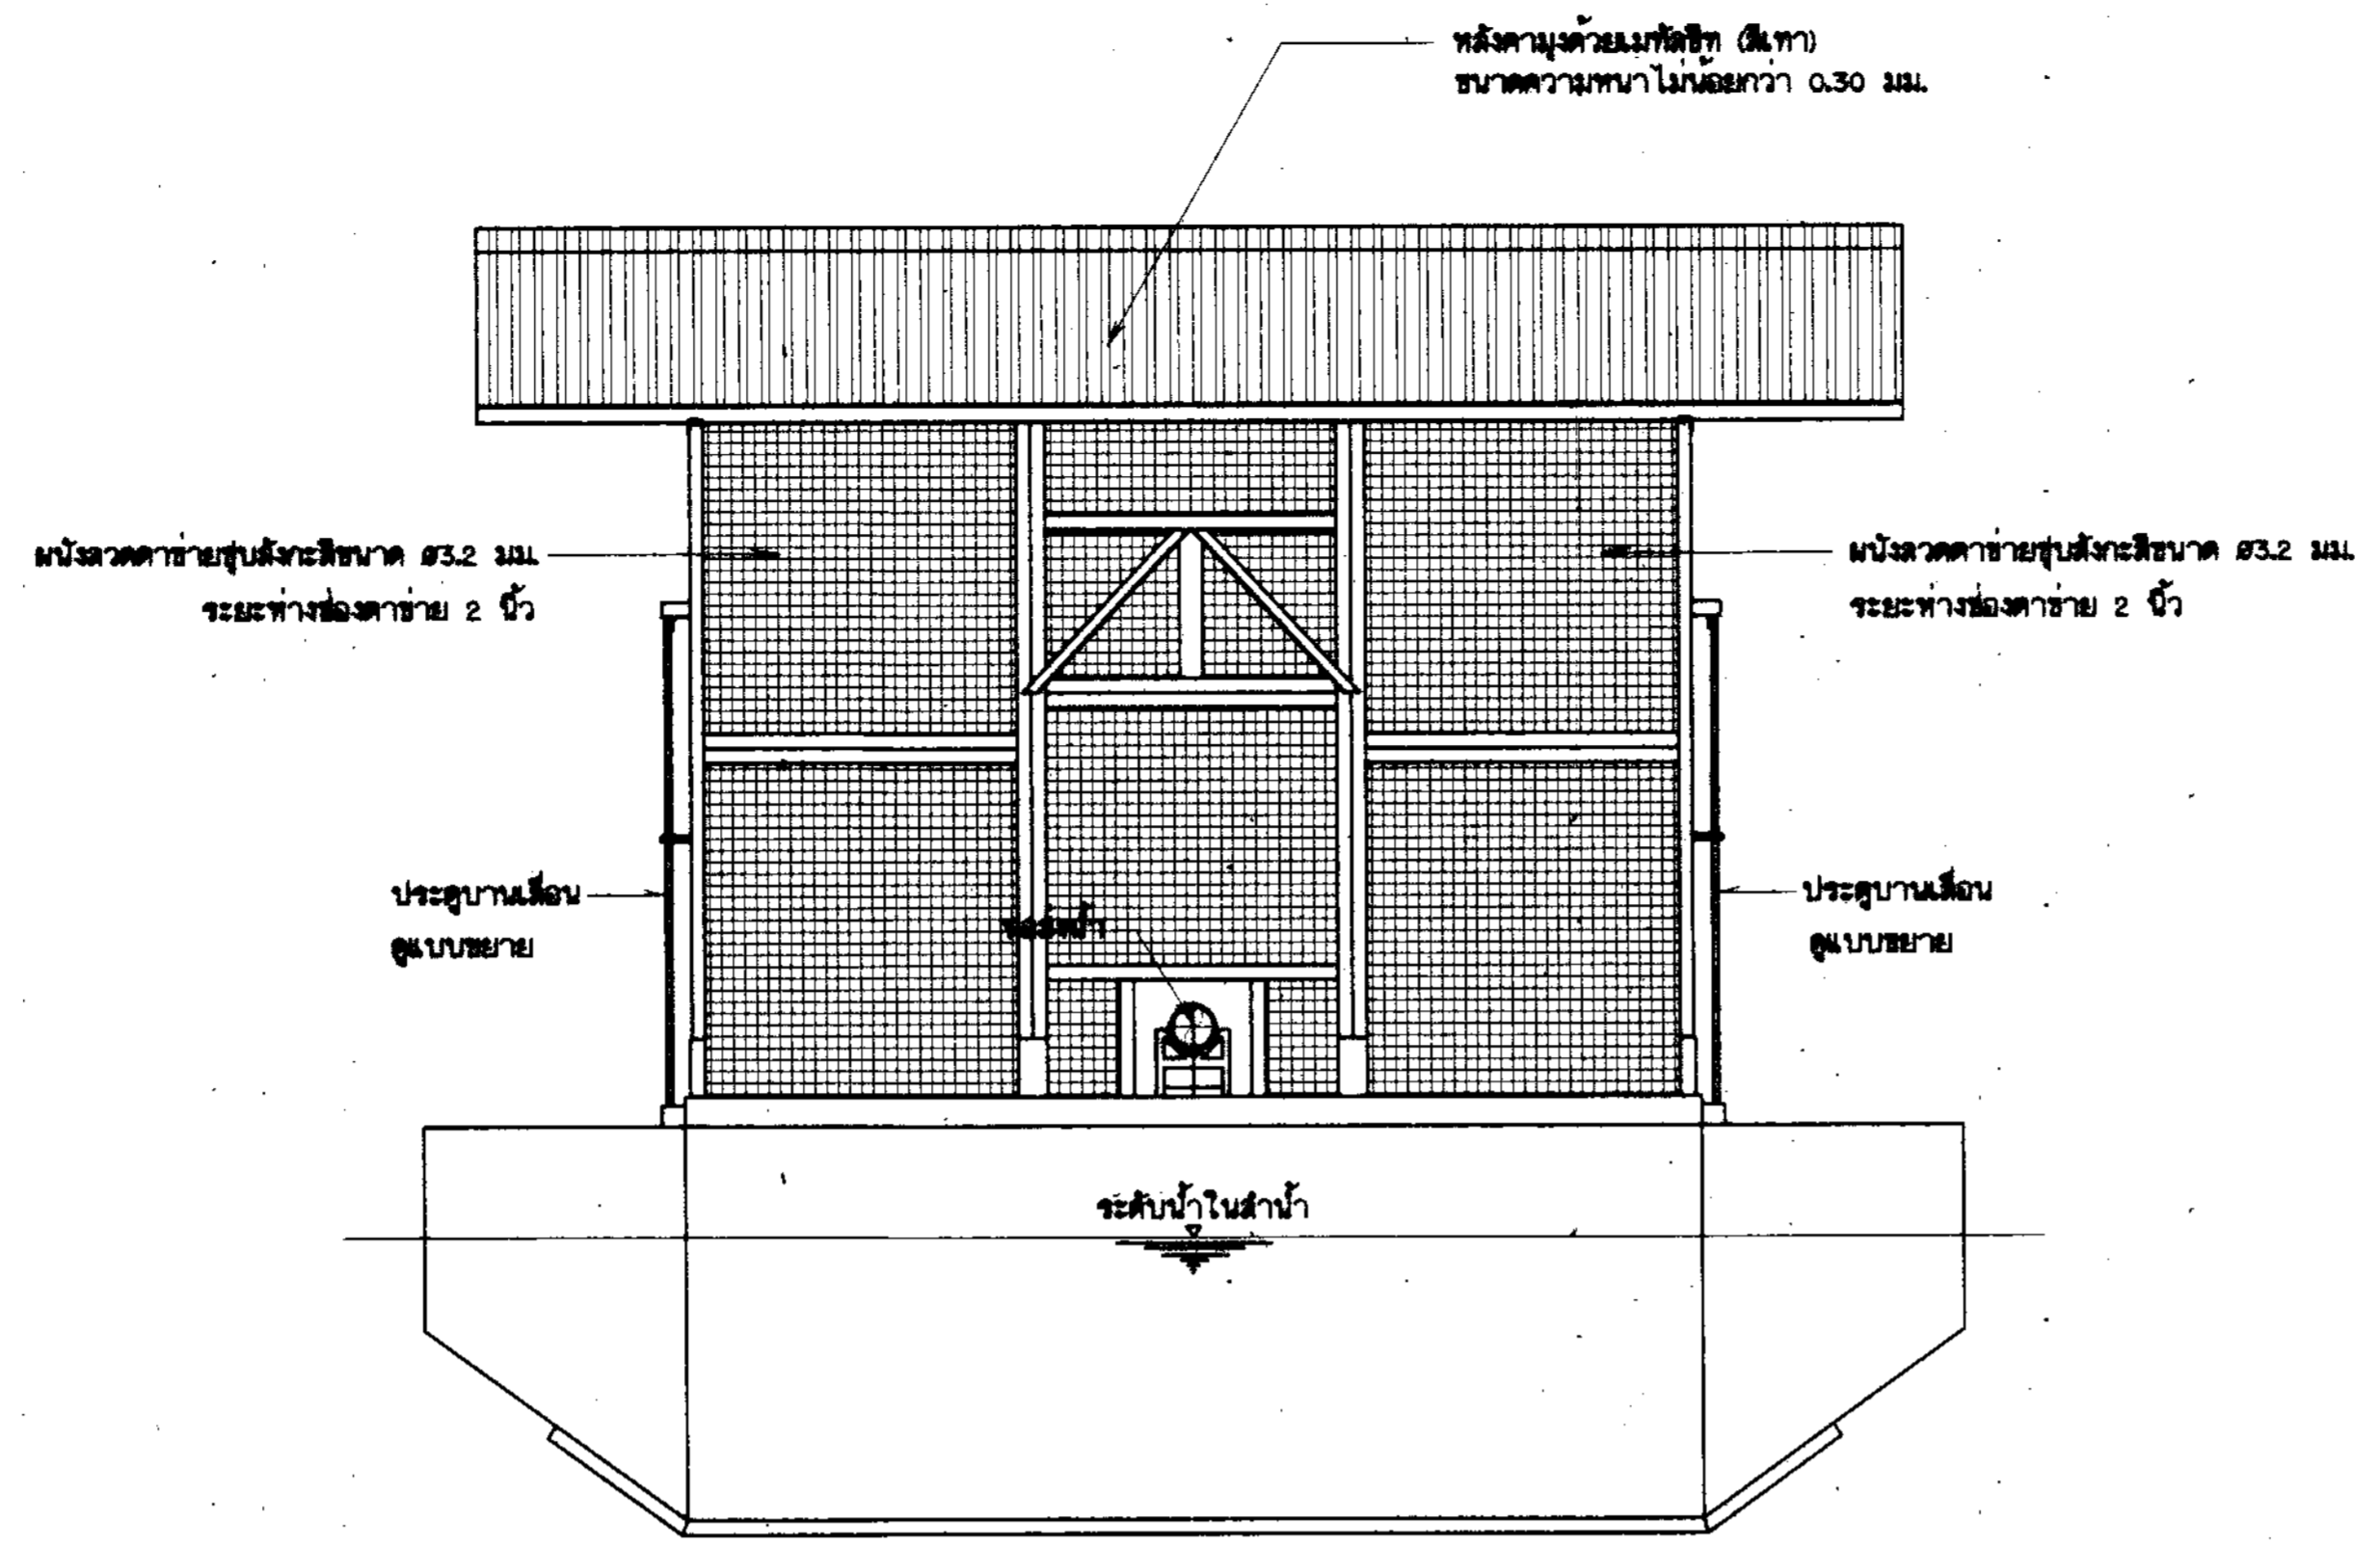 หลังคามุงด้วยเมทัลชีท (สีเทา)
ขนาดความหนาไม่น้อยกว่า 0.30 มม.
ผนังลวดตาข่ายชุบสังกะสีขนาด ø3.2 มม.
ระยะห่างช่องตาข่าย 2 นิ้ว
ผนังลวดตาข่ายชุบสังกะสีขนาด ø3.2 มม.
ระยะห่างช่องตาข่าย 2 นิ้ว
ประตูบานเลื่อน
ดูแบบขยาย
ประตูบานเลื่อน
ดูแบบขยาย
ระดับน้ำในลำน้ำ